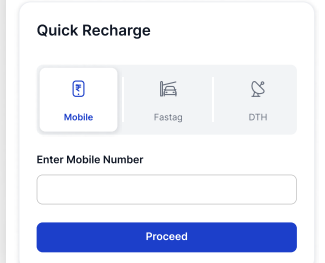 Quick Recharge
₹
Mobile
Fastag
DTH
Enter Mobile Number
Proceed